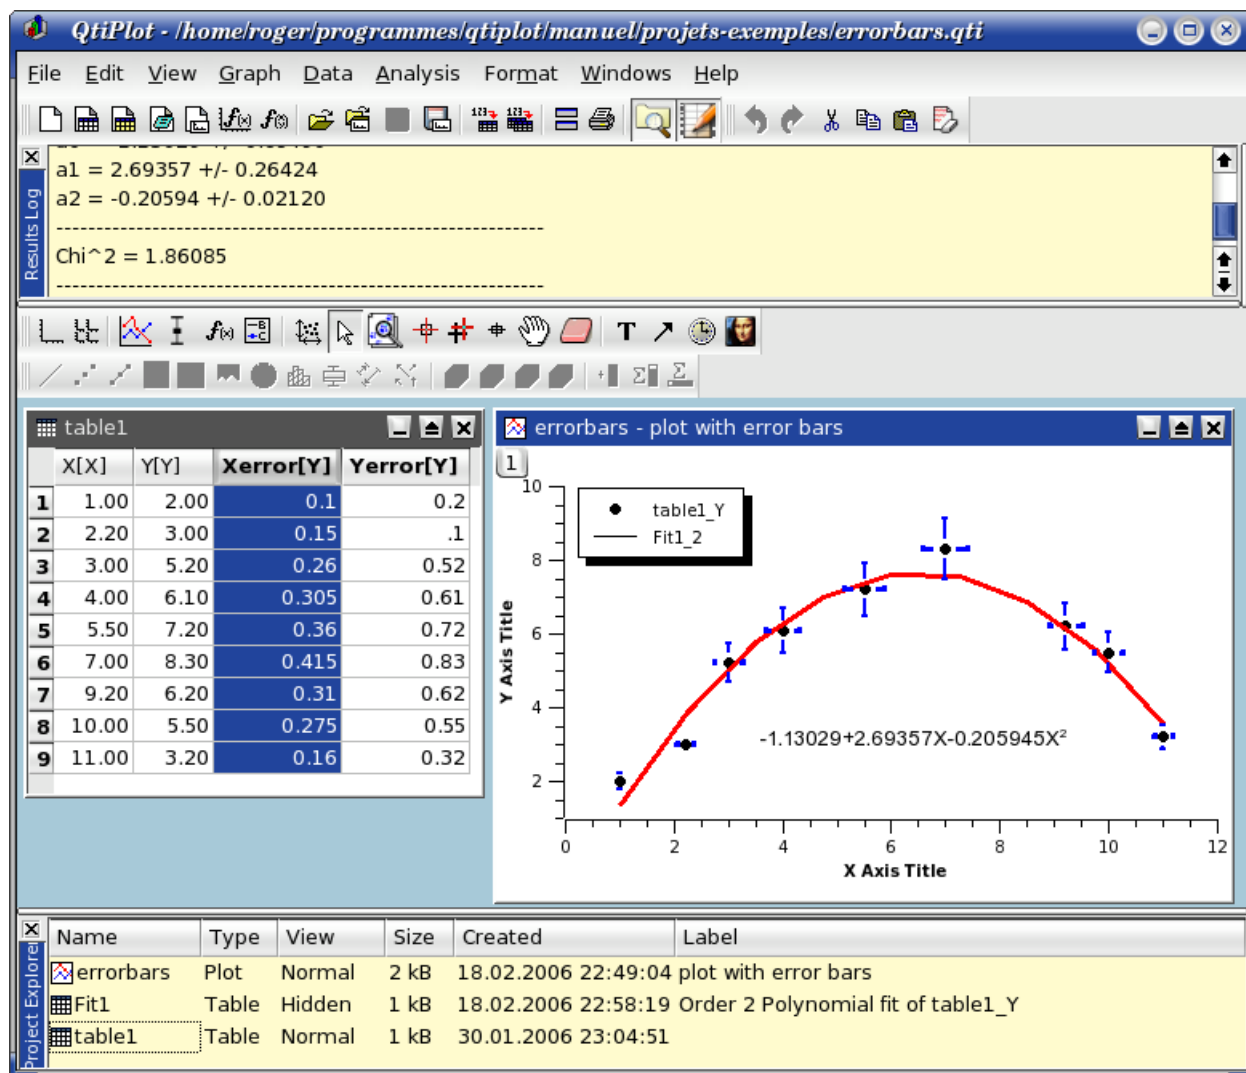 QtiPlot - /home/roger/programmes/qtiplot/manuel/projets-exemples/errorbars.qti
File Edit View Graph Data Analysis Format Windows Help
a1 = 2.69357 +/- 0.26424
a2 = -0.20594 +/- 0.02120
-------------------------------------------------------------
Chi^2 = 1.86085
-------------------------------------------------------------
Results Log
table1
X[X] Y[Y] Xerror[Y] Yerror[Y]
1 1.00 2.00 0.1 0.2
2 2.20 3.00 0.15 .1
3 3.00 5.20 0.26 0.52
4 4.00 6.10 0.305 0.61
5 5.50 7.20 0.36 0.72
6 7.00 8.30 0.415 0.83
7 9.20 6.20 0.31 0.62
8 10.00 5.50 0.275 0.55
9 11.00 3.20 0.16 0.32
errorbars - plot with error bars
1
table1_Y
Fit1_2
10
8
6
4
2
Y Axis Title
-1.13029+2.69357X-0.205945X²
0 2 4 6 8 10 12
X Axis Title
Project Explorer
Name Type View Size Created Label
errorbars Plot Normal 2 kB 18.02.2006 22:49:04 plot with error bars
Fit1 Table Hidden 1 kB 18.02.2006 22:58:19 Order 2 Polynomial fit of table1_Y
table1 Table Normal 1 kB 30.01.2006 23:04:51